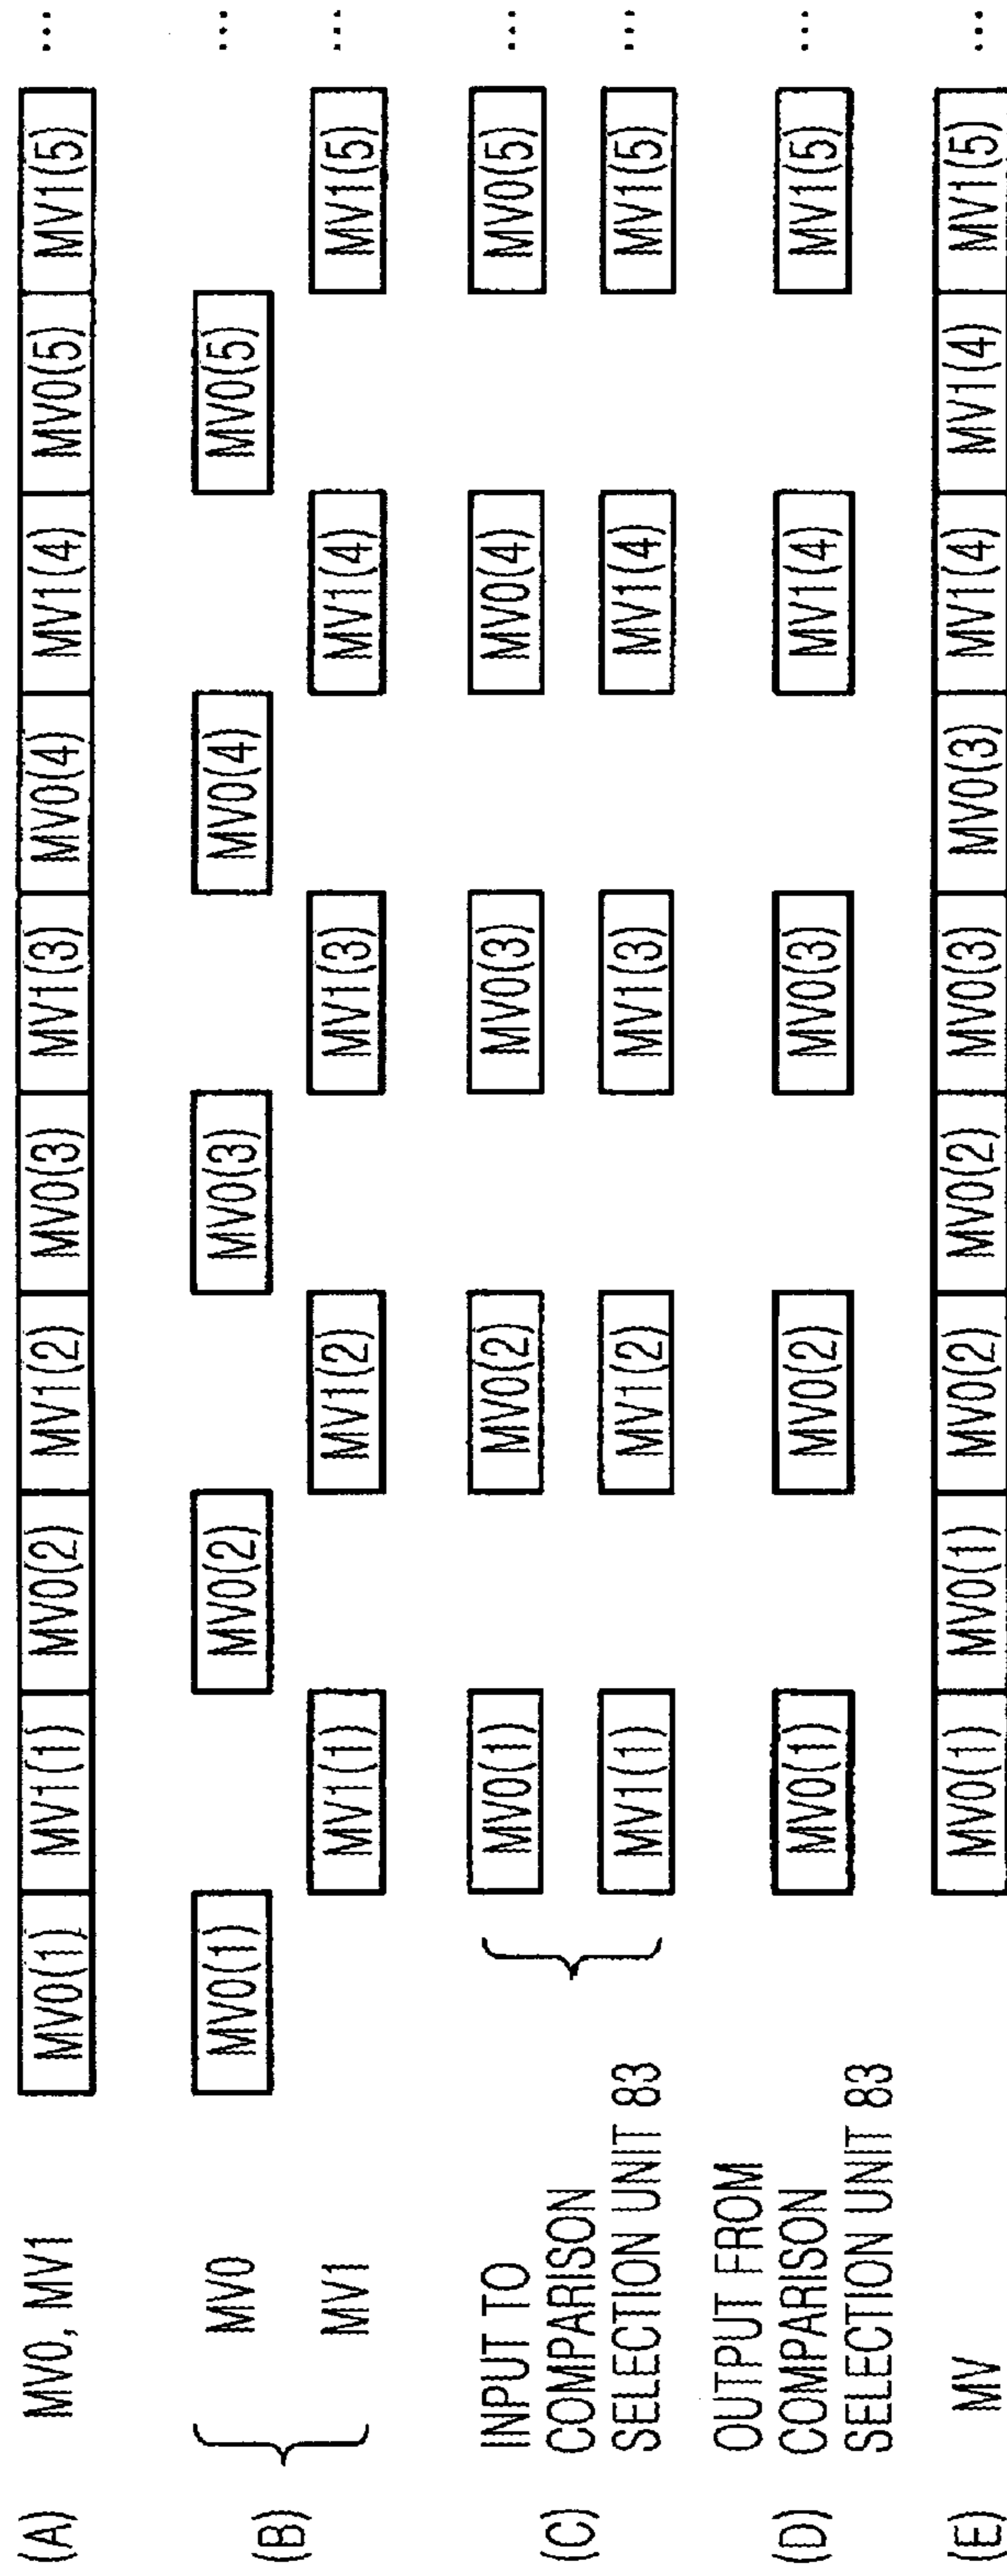 (A) MV0, MV1 MV0(1) MV1(1) MV0(2) MV1(2) MV0(3) MV1(3) MV0(4) MV1(4) MV0(5) MV1(5) ...
(B)
MV0 MV0(1) MV0(2) MV0(3) MV0(4) MV0(5) ...
MV1 MV1(1) MV1(2) MV1(3) MV1(4) MV1(5) ...
(C)
INPUT TO
COMPARISON
SELECTION UNIT 83
MV0(1) MV0(2) MV0(3) MV0(4) MV0(5) ...
MV1(1) MV1(2) MV1(3) MV1(4) MV1(5) ...
(D)
OUTPUT FROM
COMPARISON
SELECTION UNIT 83
MV0(1) MV0(2) MV0(3) MV1(4) MV1(5) ...
(E) MV MV0(1) MV0(1) MV0(2) MV0(2) MV0(3) MV0(3) MV1(4) MV1(4) MV1(5) ...